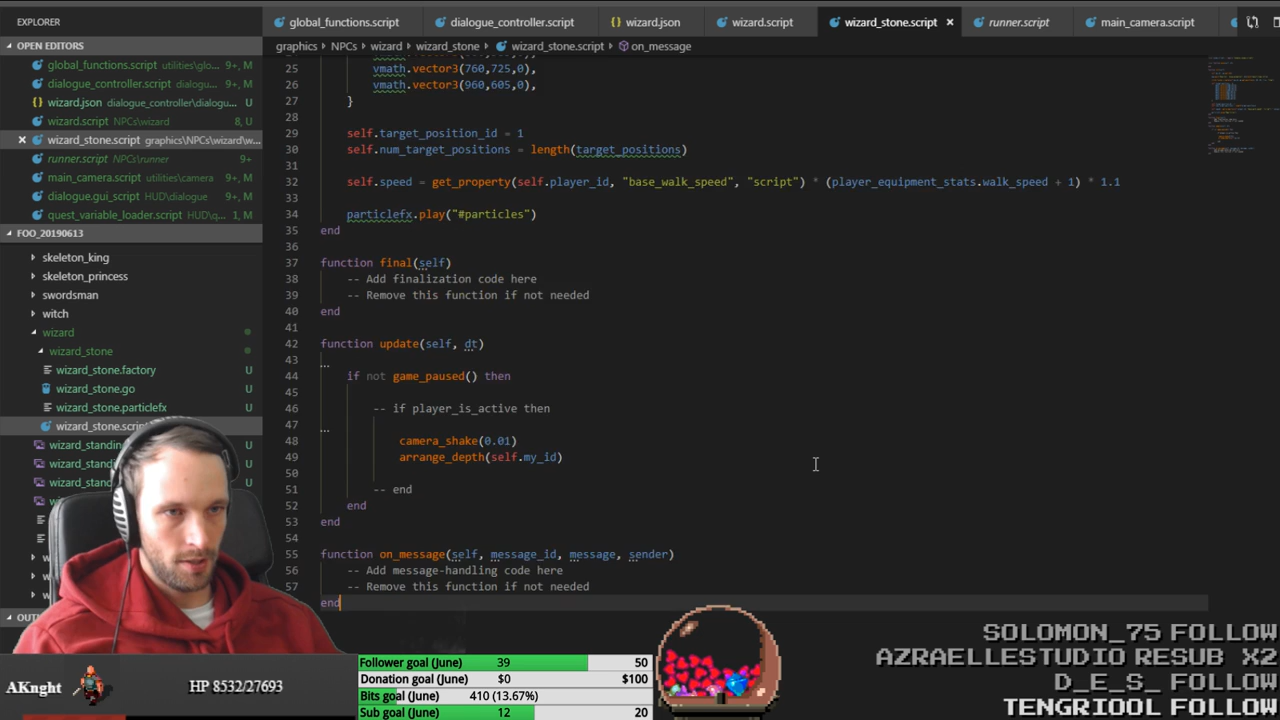 EXPLORER
global_functions.script
dialogue_controller.script
wizard.json
wizard.script
wizard_stone.script
runner.script
main_camera.script
graphics NPCs wizard wizard_stone wizard_stone.script on_message
OPEN EDITORS
global_functions.script utilities\glo... 9+, M
dialogue_controller.script dialogu... 9+, M
wizard.json dialogue_controller\dialogu... U
wizard.script NPCs\wizard 8, U
wizard_stone.script graphics\NPCs\wizard\w...
runner.script NPCs\runner 9+
main_camera.script utilities\camera
dialogue.gui_script HUD\dialogue
quest_variable_loader.script HUD\q... 1, M
FOO_20190613
skeleton_king
skeleton_princess
swordsman
witch
wizard
wizard_stone
wizard_stone.factory U
wizard_stone.go U
wizard_stone.particlefx U
wizard_stone.scri U
wizard_standin U
wizard_standi U
wizard_standi U
U
U
U
OUT
25 vmath.vector3(760,725,0),
26 vmath.vector3(960,605,0),
27 }
28
29 self.target_position_id = 1
30 self.num_target_positions = length(target_positions)
31
32 self.speed = get_property(self.player_id, "base_walk_speed", "script") * (player_equipment_stats.walk_speed + 1) * 1.1
33
34 particlefx.play("#particles")
35 end
36
37 function final(self)
38 -- Add finalization code here
39 -- Remove this function if not needed
40 end
41
42 function update(self, dt)
43
44 if not game_paused() then
45
46 -- if player_is_active then
47
48 camera_shake(0.01)
49 arrange_depth(self.my_id)
50
51 -- end
52 end
53 end
54
55 function on_message(self, message_id, message, sender)
56 -- Add message-handling code here
57 -- Remove this function if not needed
end
AKnght
HP 8532/27693
Follower goal (June) 39 50
Donation goal (June) $0 $100
Bits goal (June) 410 (13.67%)
Sub goal (June) 12 20
SOLOMON_75 FOLLOW
AZRAELLESTUDIO RESUB X2
D_E_S_ FOLLOW
TENGRIOOL FOLLOW